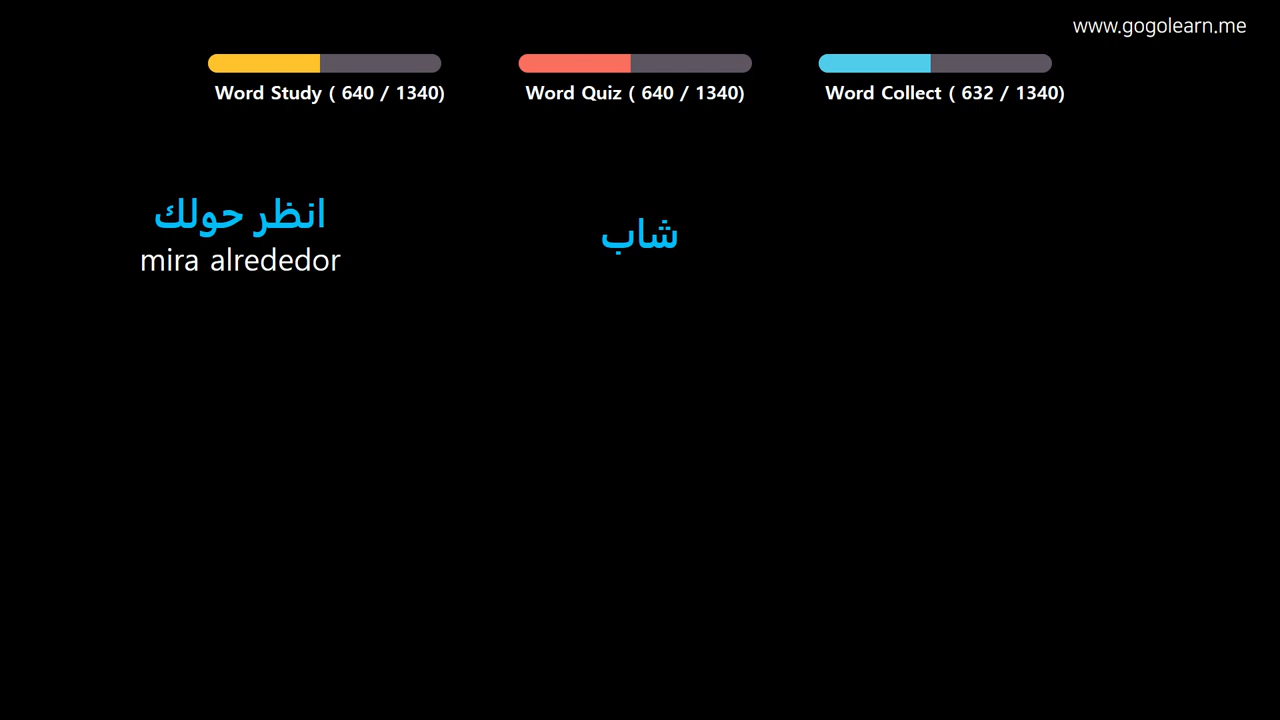 www.gogolearn.me
Word Study ( 640 / 1340)
Word Quiz ( 640 / 1340)
Word Collect ( 632 / 1340)
انظر حولك
mira alrededor
شاب